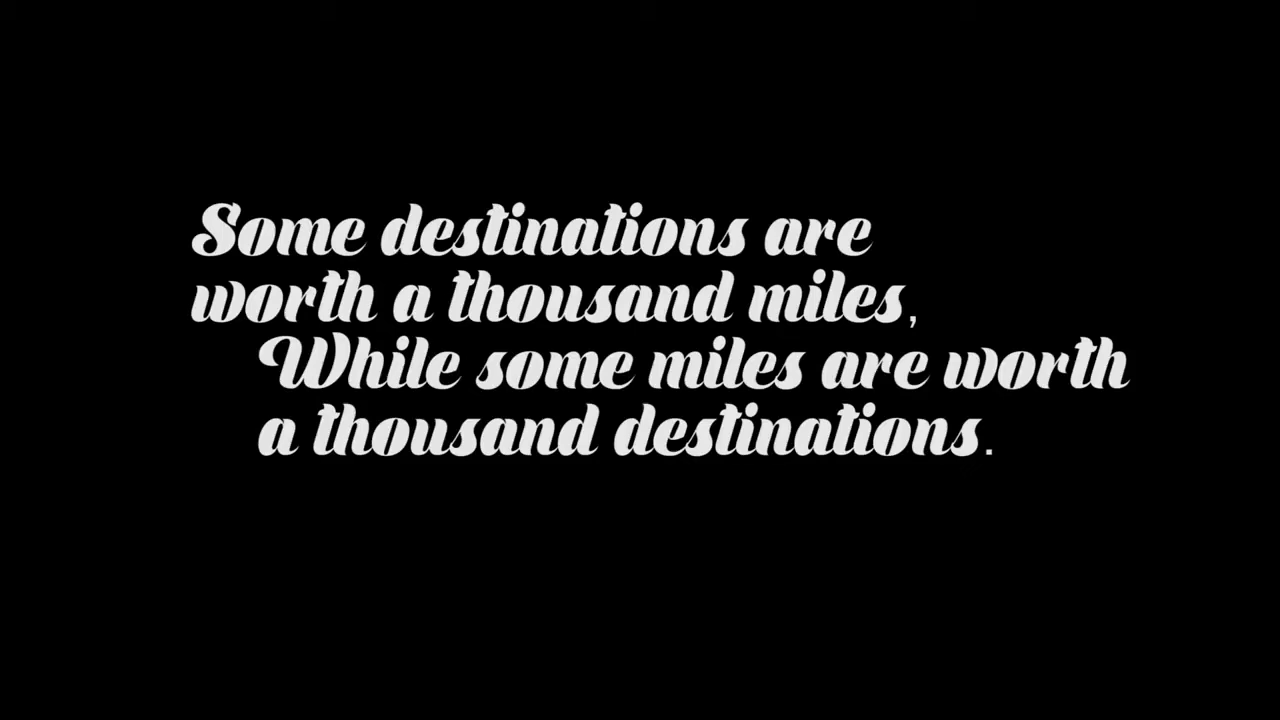 Some destinations are
worth a thousand miles,
While some miles are worth
a thousand destinations.